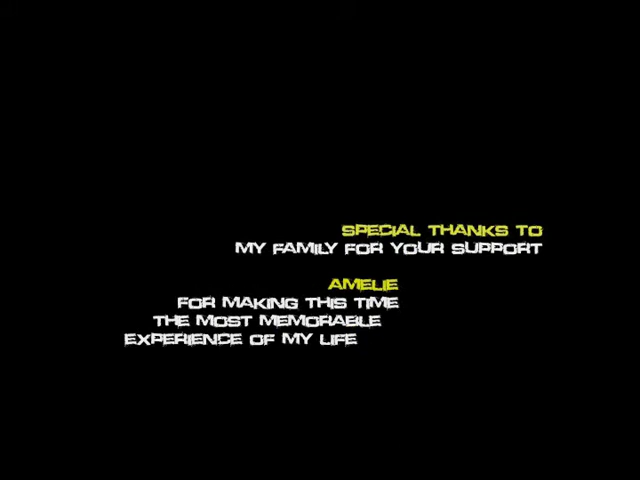 SPECIAL THANKS TO
MY FAMILY FOR YOUR SUPPORT
AMELIE
FOR MAKING THIS TIME
THE MOST MEMORABLE
EXPERIENCE OF MY LIFE